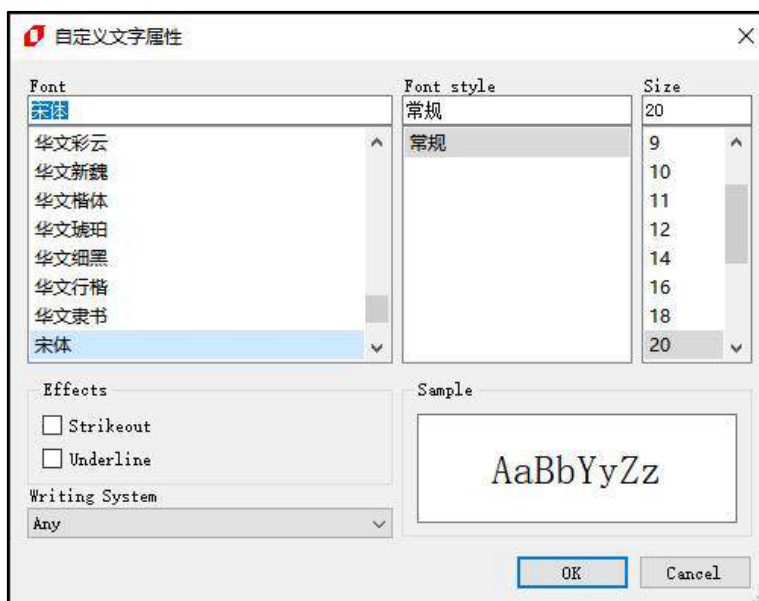 自定义文字属性
Font
宋体
华文彩云
华文新魏
华文楷体
华文琥珀
华文细黑
华文行楷
华文隶书
宋体
Font style
常规
常规
Size
20
9
10
11
12
14
16
18
20
Effects
Strikeout
Underline
Writing System
Any
Sample
AaBbYyZz
OK
Cancel